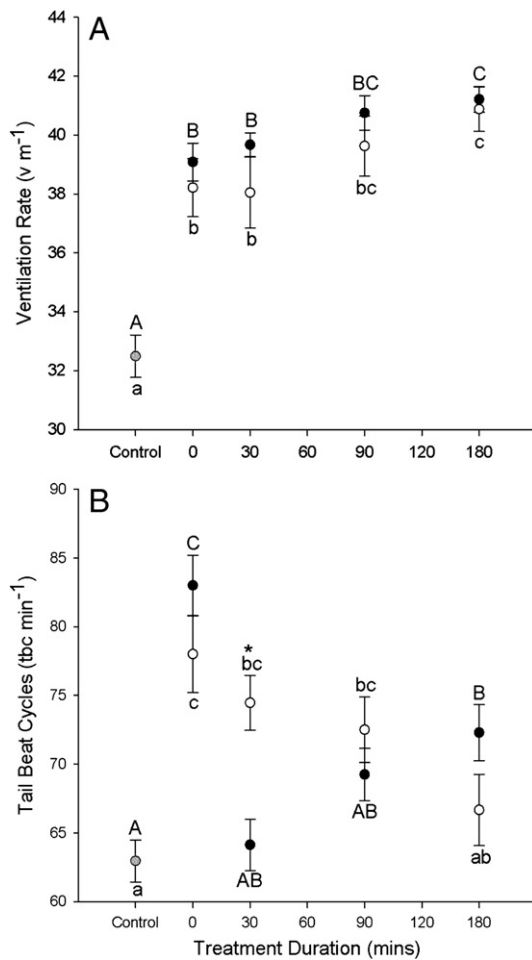 A
Ventilation Rate (v m⁻¹)
42
40
38
36
34
32
30
A
a
B
b
B
b
BC
bc
C
c
Control 0 30 60 90 120 180
B
Tail Beat Cycles (tbc min⁻¹)
90
85
80
75
70
65
60
A
a
C
c
*
bc
AB
bc
AB
B
ab
Control 0 30 60 90 120 180
Treatment Duration (mins)